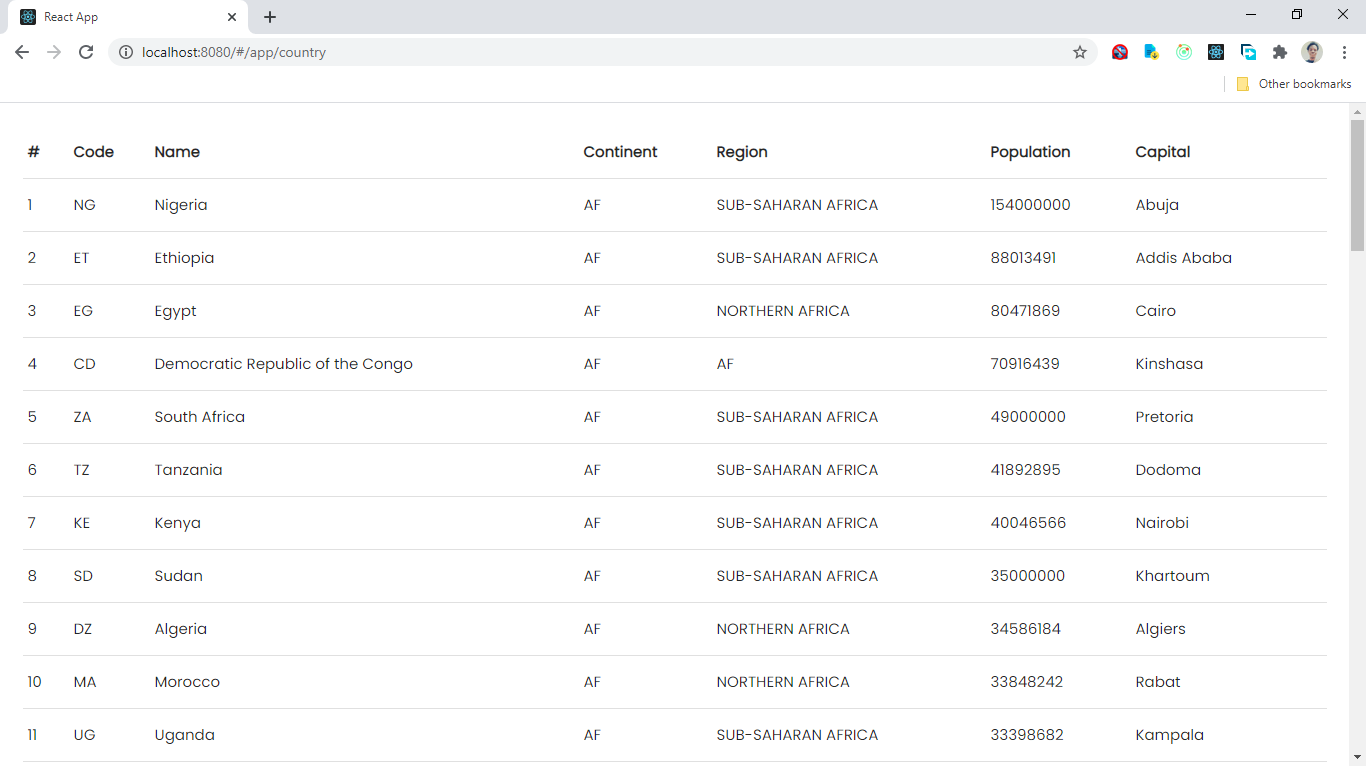 React App
localhost:8080/#/app/country
Other bookmarks
# Code Name Continent Region Population Capital
1 NG Nigeria AF SUB-SAHARAN AFRICA 154000000 Abuja
2 ET Ethiopia AF SUB-SAHARAN AFRICA 88013491 Addis Ababa
3 EG Egypt AF NORTHERN AFRICA 80471869 Cairo
4 CD Democratic Republic of the Congo AF AF 70916439 Kinshasa
5 ZA South Africa AF SUB-SAHARAN AFRICA 49000000 Pretoria
6 TZ Tanzania AF SUB-SAHARAN AFRICA 41892895 Dodoma
7 KE Kenya AF SUB-SAHARAN AFRICA 40046566 Nairobi
8 SD Sudan AF SUB-SAHARAN AFRICA 35000000 Khartoum
9 DZ Algeria AF NORTHERN AFRICA 34586184 Algiers
10 MA Morocco AF NORTHERN AFRICA 33848242 Rabat
11 UG Uganda AF SUB-SAHARAN AFRICA 33398682 Kampala